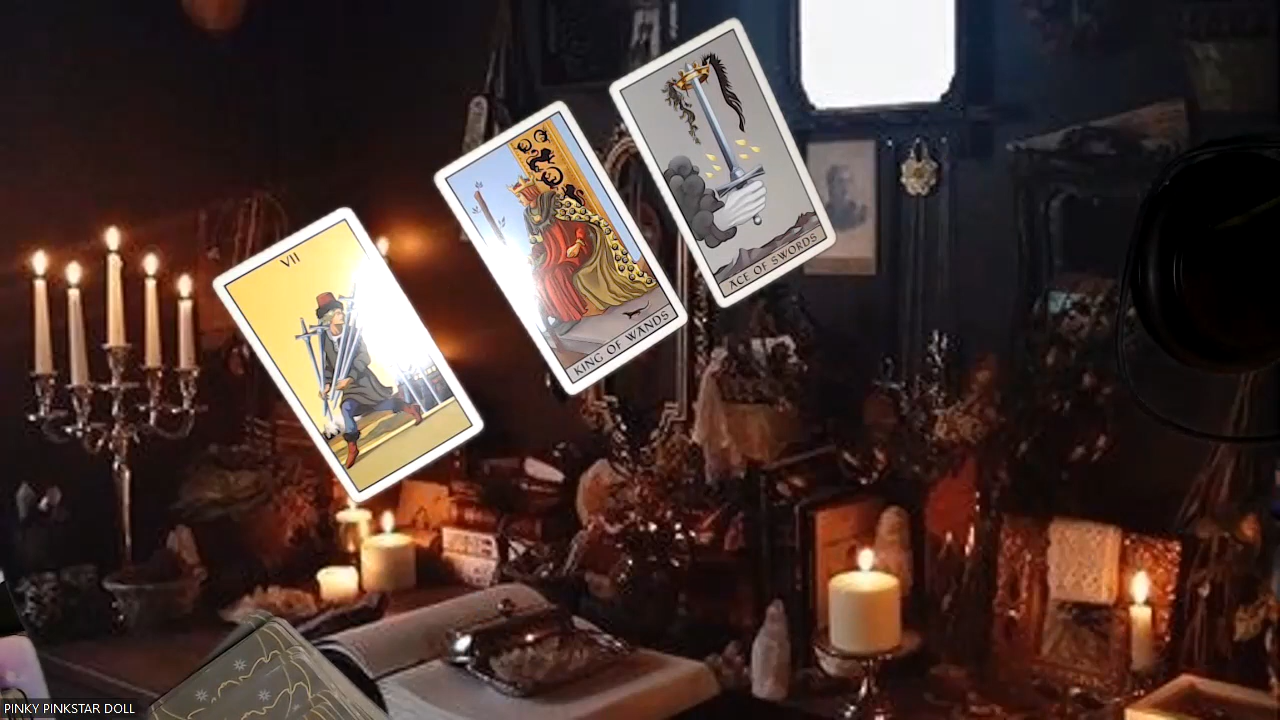 VII
KING OF WANDS
ACE OF SWORDS
PINKY PINKSTAR DOLL